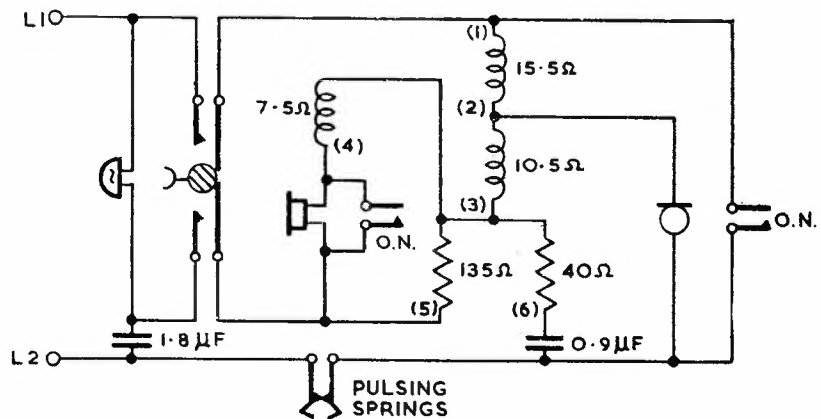 L1
(1)
15·5Ω
7·5Ω
(2)
(4)
10·5Ω
(3)
O.N.
O.N.
135Ω
40Ω
(5)
(6)
1·8μF
0·9μF
L2
PULSING
SPRINGS